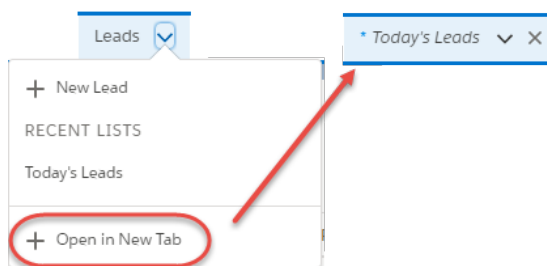 Leads
* Today's Leads
+ New Lead
RECENT LISTS
Today's Leads
+ Open in New Tab